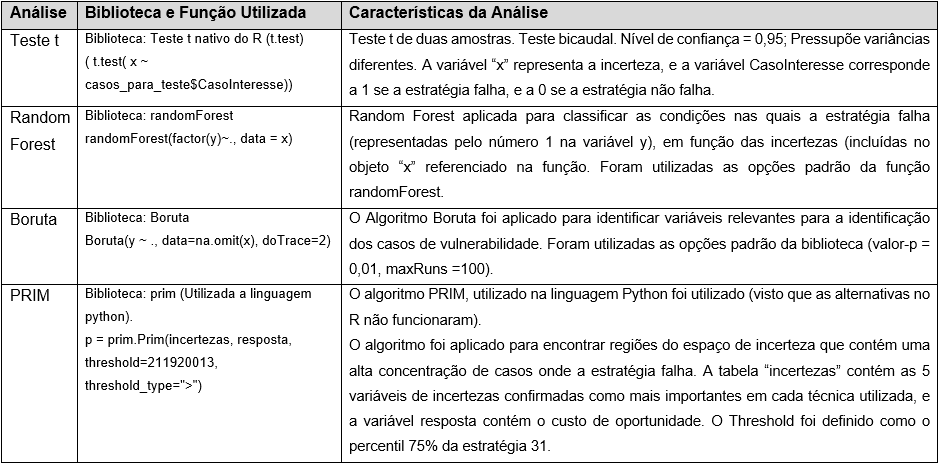 Análise
Biblioteca e Função Utilizada
Características da Análise
Teste t
Biblioteca: Teste t nativo do R (t.test)
( t.test( x ~
casos_para_teste$CasoInteresse))
Teste t de duas amostras. Teste bicaudal. Nível de confiança = 0,95; Pressupõe variâncias
diferentes. A variável “x” representa a incerteza, e a variável CasoInteresse corresponde
a 1 se a estratégia falha, e a 0 se a estratégia não falha.
Random
Forest
Biblioteca: randomForest
randomForest(factor(y)~., data = x)
Random Forest aplicada para classificar as condições nas quais a estratégia falha
(representadas pelo número 1 na variável y), em função das incertezas (incluídas no
objeto “x” referenciado na função. Foram utilizadas as opções padrão da função
randomForest.
Boruta
Biblioteca: Boruta
Boruta(y ~ ., data=na.omit(x), doTrace=2)
O Algoritmo Boruta foi aplicado para identificar variáveis relevantes para a identificação
dos casos de vulnerabilidade. Foram utilizadas as opções padrão da biblioteca (valor-p =
0,01, maxRuns =100).
PRIM
Biblioteca: prim (Utilizada a linguagem
python).
p = prim.Prim(incertezas, resposta,
threshold=211920013,
threshold_type=">")
O algoritmo PRIM, utilizado na linguagem Python foi utilizado (visto que as alternativas no
R não funcionaram).
O algoritmo foi aplicado para encontrar regiões do espaço de incerteza que contém uma
alta concentração de casos onde a estratégia falha. A tabela “incertezas” contém as 5
variáveis de incertezas confirmadas como mais importantes em cada técnica utilizada, e
a variável resposta contém o custo de oportunidade. O Threshold foi definido como o
percentil 75% da estratégia 31.